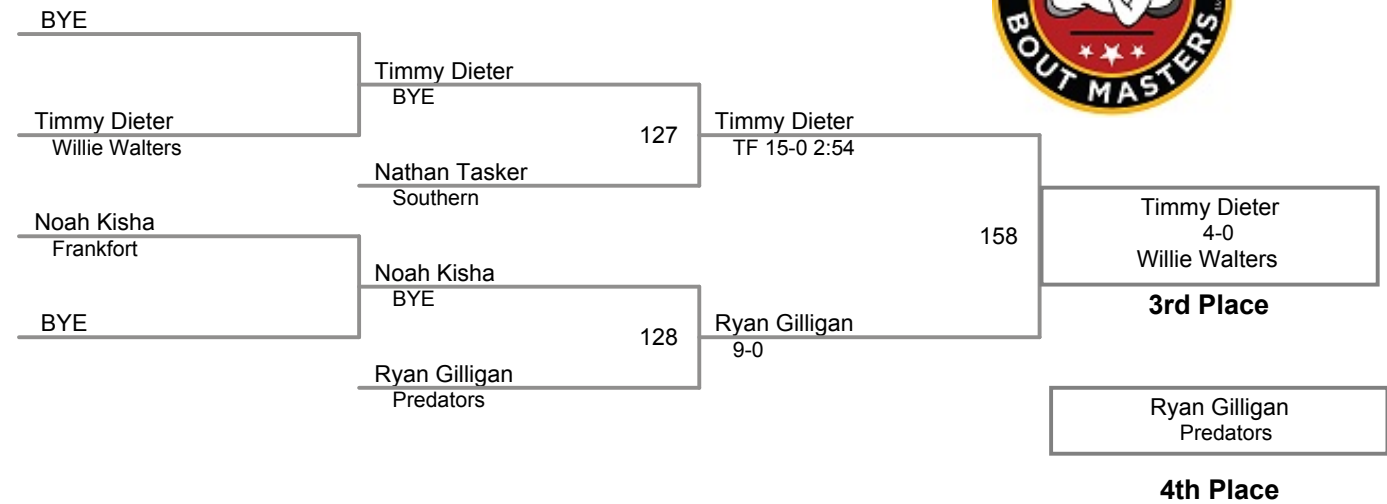 BYE
Timmy Dieter
Willie Walters
Noah Kisha
Frankfort
BYE
Timmy Dieter
BYE
127
Nathan Tasker
Southern
Noah Kisha
BYE
128
Ryan Gilligan
Predators
Timmy Dieter
TF 15-0 2:54
158
Ryan Gilligan
9-0
BOUT MASTERS
Timmy Dieter
4-0
Willie Walters
3rd Place
Ryan Gilligan
Predators
4th Place